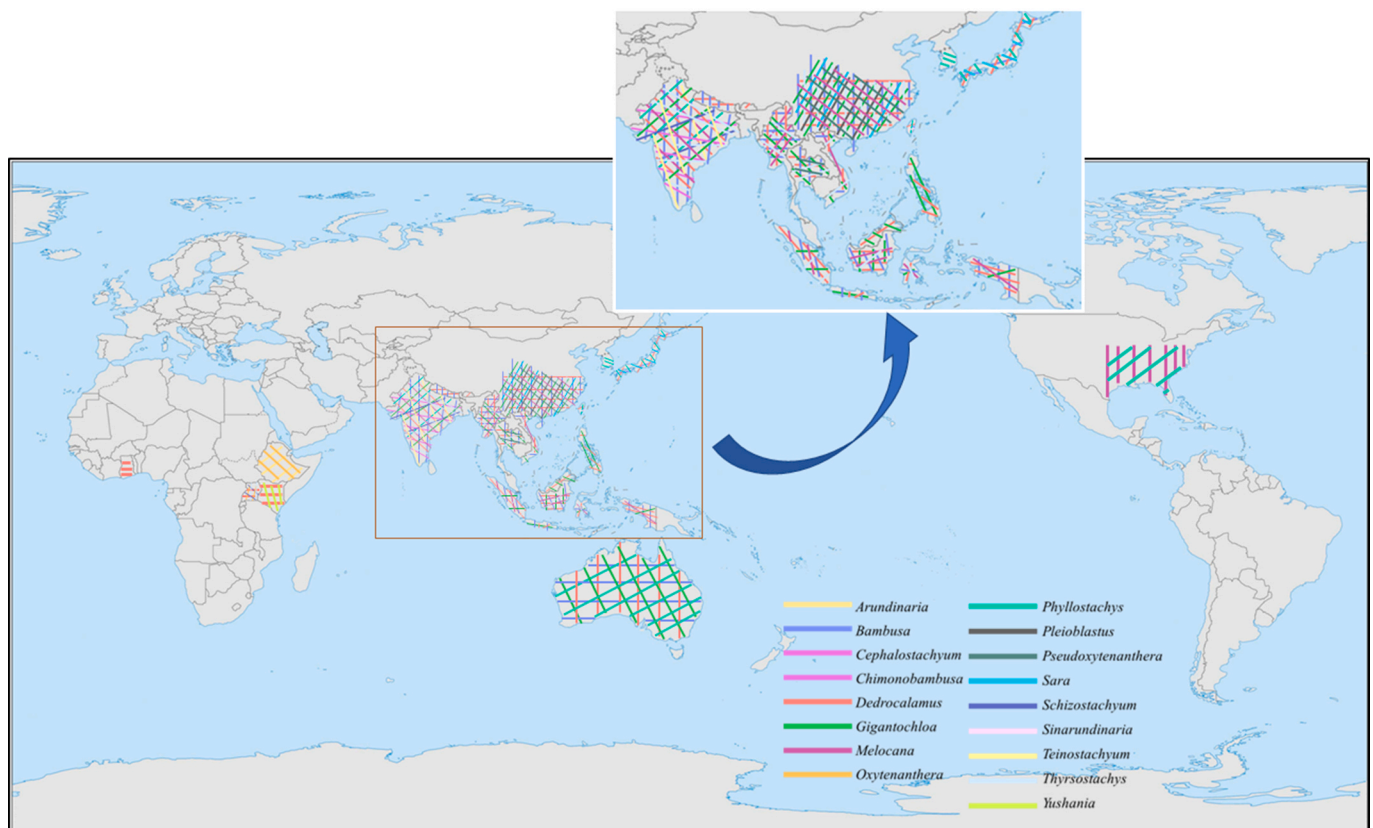 Arundinaria
Bambusa
Cephalostachyum
Chimonobambusa
Dedrocalamus
Gigantochloa
Melocana
Oxytenanthera
Phyllostachys
Pleioblastus
Pseudoxytenanthera
Sara
Schizostachyum
Sinarundinaria
Teinostachyum
Thyrsostachys
Yushania